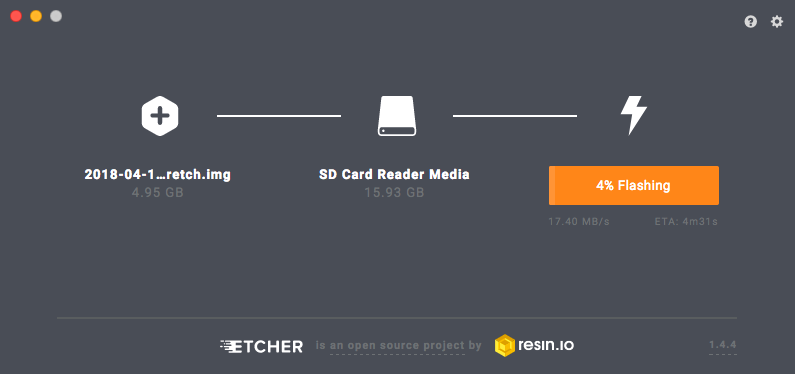 2018-04-1...retch.img
4.95 GB
SD Card Reader Media
15.93 GB
4% Flashing
17.40 MB/s
ETA: 4m31s
ETCHER is an open source project by resin.io
1.4.4